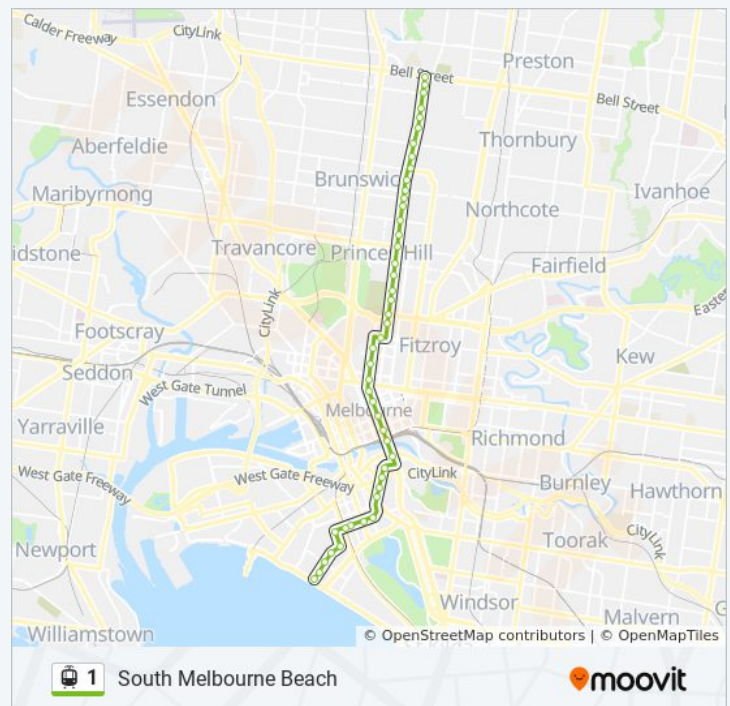 Calder Freeway
CityLink
Preston
Bell Street
Essendon
Bell Street
Aberfeldie
Thornbury
Brunswic
Maribyrnong
Ivanhoe
Northcote
idstone
Travancore
Princes Hill
Fairfield
CityLink
Easte
Footscray
Fitzroy
Kew
Seddon
West Gate Tunnel
Melbourne
Yarraville
Richmond
West Gate Freeway
West Gate Freeway
CityLink
Burnley
Hawthorn
CityLink
Newport
Toorak
Windsor
Malvern
Williamstown
© OpenStreetMap contributors | © OpenMapTiles
1 South Melbourne Beach
moovit